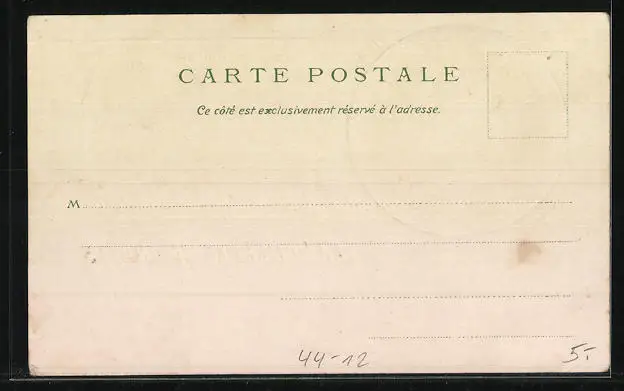 CARTE POSTALE
Ce côté est exclusivement réservé à l'adresse.
M
44-12
5.-